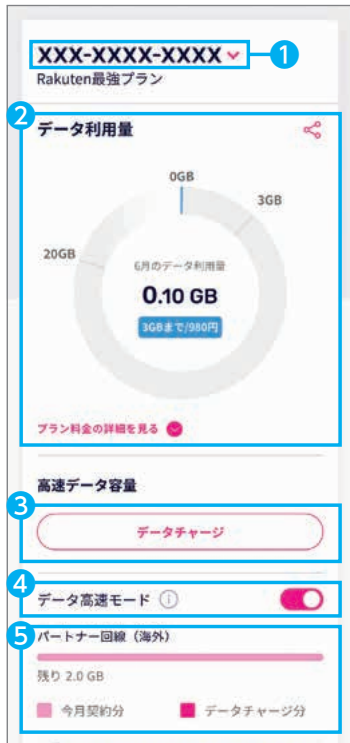 XXX-XXXX-XXXX
1
Rakuten最強プラン
2
データ利用量
0GB
3GB
20GB
6月のデータ利用量
0.10 GB
3GBまで/980円
プラン料金の詳細を見る
高速データ容量
3
データチャージ
4
データ高速モード
5
パートナー回線（海外）
残り 2.0 GB
今月契約分 データチャージ分